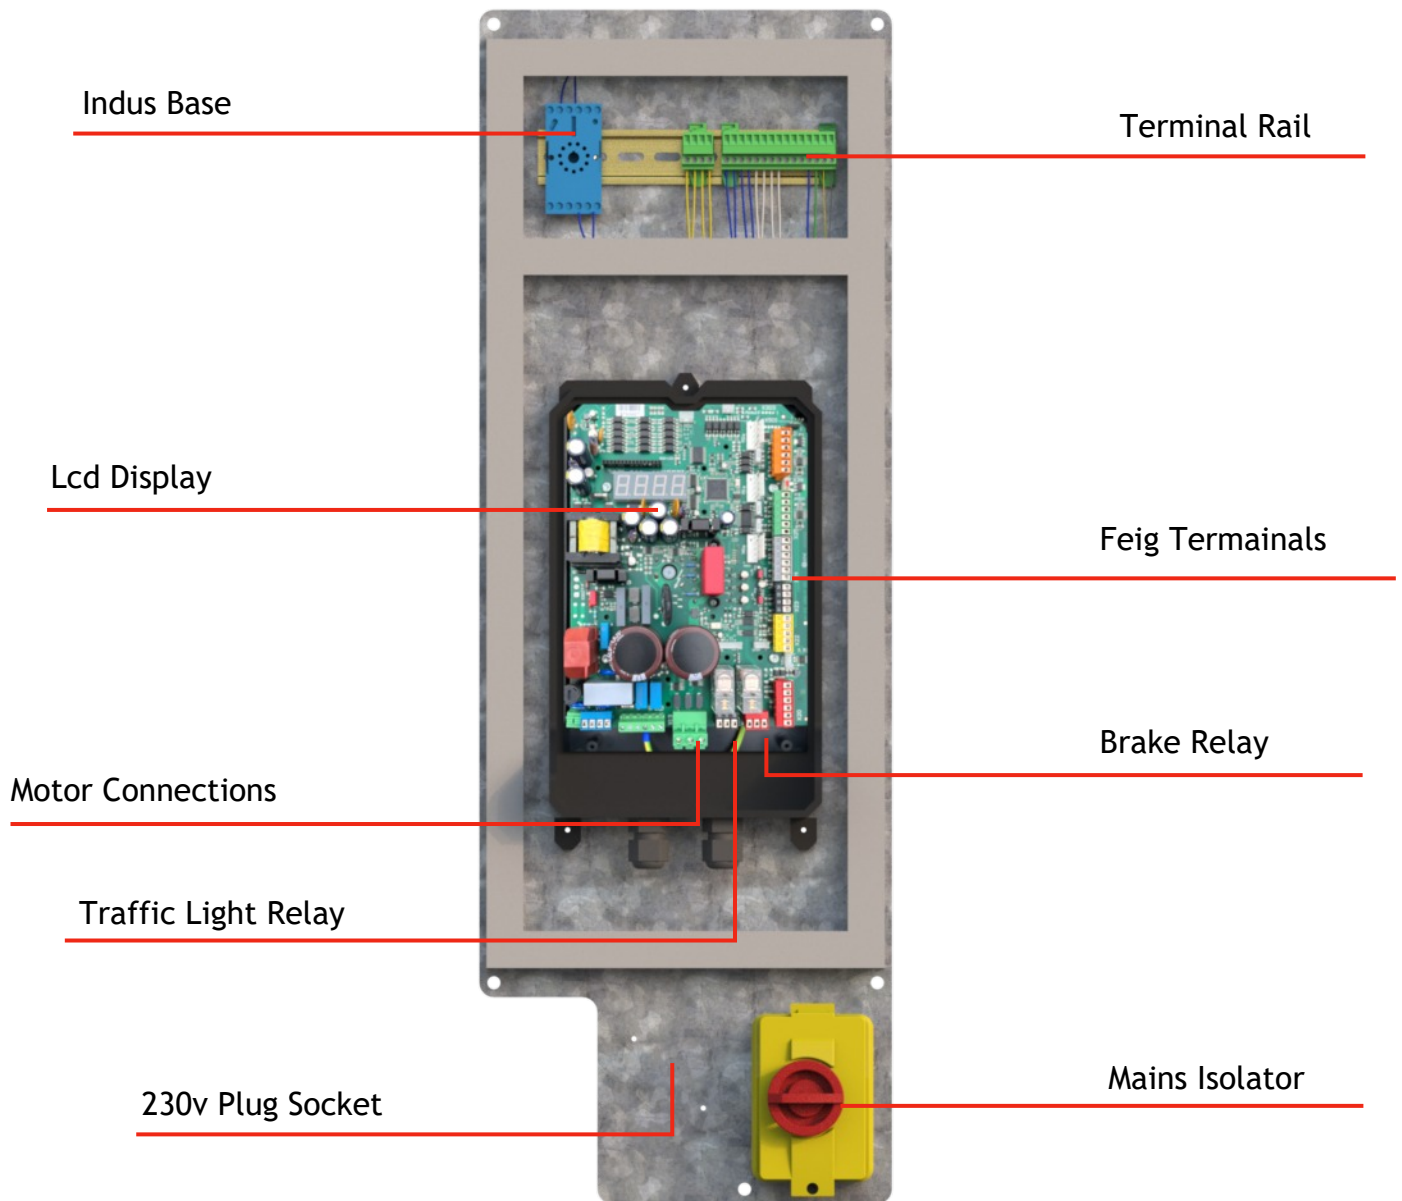 Indus Base
Terminal Rail
Lcd Display
Feig Termainals
Brake Relay
Motor Connections
Traffic Light Relay
Mains Isolator
230v Plug Socket